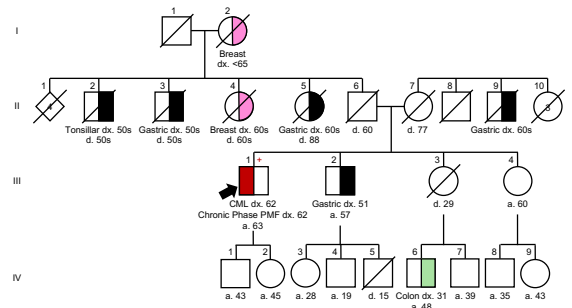 1 2
I
Breast
dx. <65
1 2 3 4 5 6 7 8 9 10
II
4 3
Tonsillar dx. 50s Gastric dx. 50s Breast dx. 60s Gastric dx. 60s d. 60 d. 77 Gastric dx. 60s
d. 50s d. 50s d. 60s d. 88
1 + 2 3 4
III
CML dx. 62 Gastric dx. 51 d. 29 a. 60
Chronic Phase PMF dx. 62 a. 57
a. 63
1 2 3 4 5 6 7 8 9
IV
a. 43 a. 45 a. 28 a. 19 d. 15 Colon dx. 31 a. 39 a. 35 a. 43
a. 48